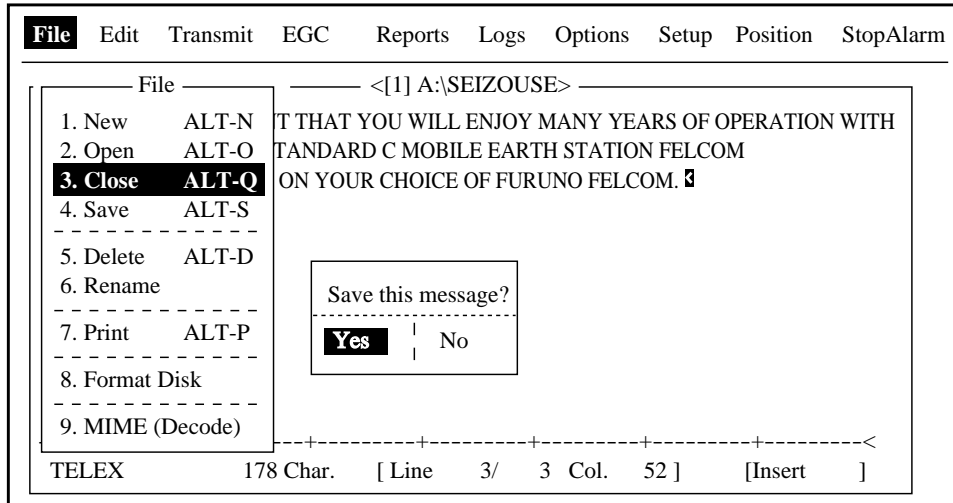 File Edit Transmit EGC Reports Logs Options Setup Position StopAlarm
File
<[1] A:\SEIZOUSE>
1. New ALT-N
2. Open ALT-O
3. Close ALT-Q
4. Save ALT-S
5. Delete ALT-D
6. Rename
7. Print ALT-P
8. Format Disk
9. MIME (Decode)
T THAT YOU WILL ENJOY MANY YEARS OF OPERATION WITH
TANDARD C MOBILE EARTH STATION FELCOM
ON YOUR CHOICE OF FURUNO FELCOM.
Save this message?
Yes No
TELEX 178 Char. [ Line 3/ 3 Col. 52 ] [Insert ]